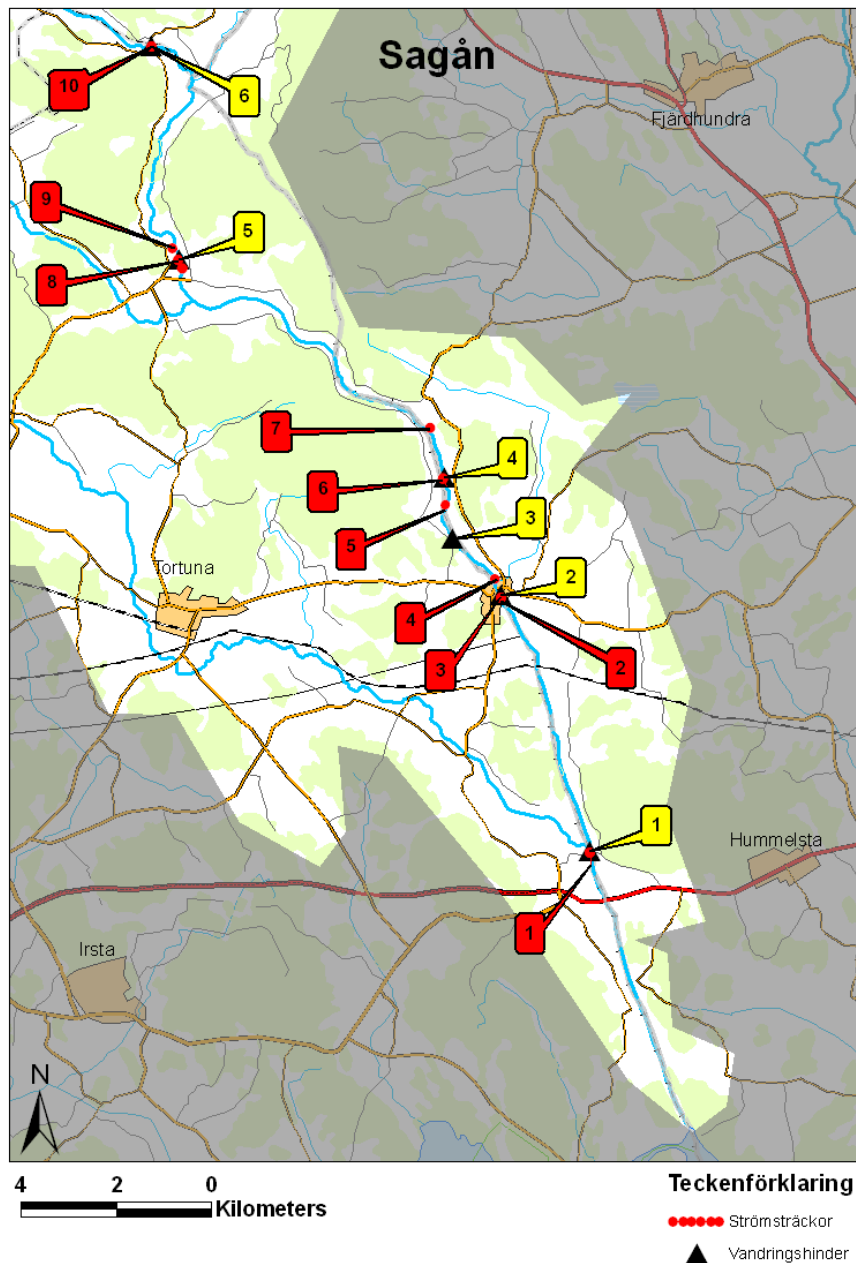 Sagån
10
6
Fjärdhundra
9
5
8
7
4
6
3
5
Tortuna
2
4
3
2
1
Hummelsta
1
Irsta
N
4 2 0
Kilometers
Teckenförklaring
Strömsträckor
Vandringshinder